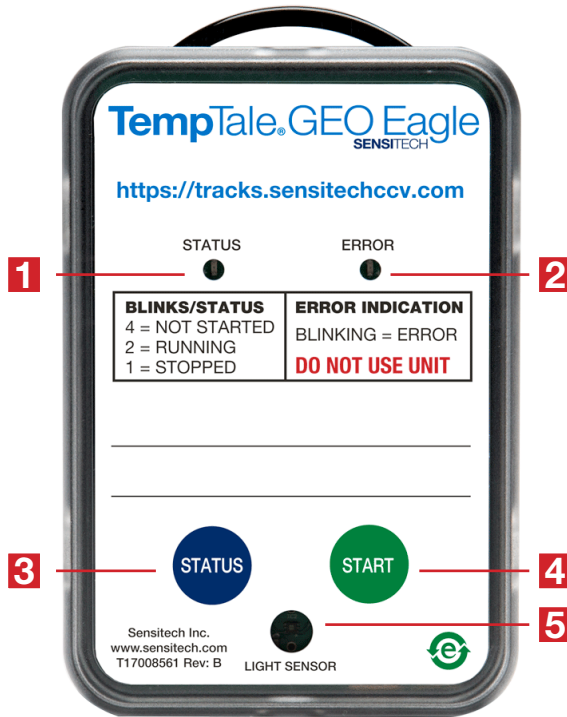 TempTale® GEO Eagle
SENSITECH
https://tracks.sensitechccv.com
STATUS ERROR
1 2
BLINKS/STATUS ERROR INDICATION
4 = NOT STARTED
BLINKING = ERROR
2 = RUNNING
1 = STOPPED DO NOT USE UNIT
3 STATUS START 4
5
Sensitech Inc.
www.sensitech.com
T17008561 Rev: B LIGHT SENSOR
e